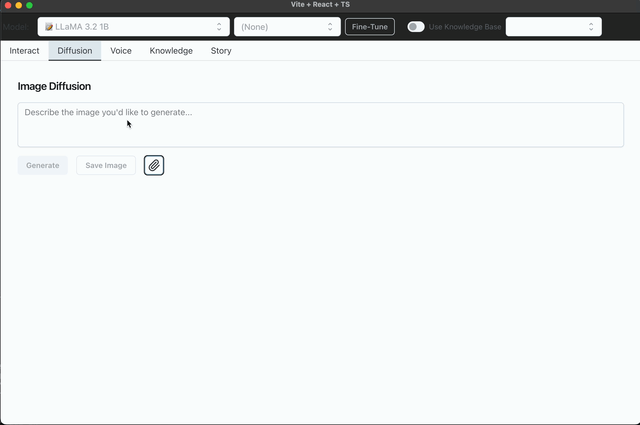 Vite + React + TS
Model: LLaMA 3.2 1B (None) Fine-Tune Use Knowledge Base
Interact Diffusion Voice Knowledge Story
Image Diffusion
Describe the image you'd like to generate...
Generate Save Image